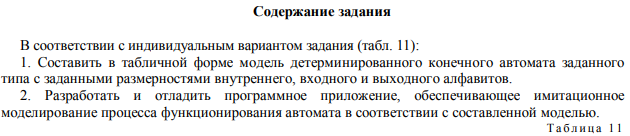 Содержание задания
В соответствии с индивидуальным вариантом задания (табл. 11):
1. Составить в табличной форме модель детерминированного конечного автомата заданного
типа с заданными размерностями внутреннего, входного и выходного алфавитов.
2. Разработать и отладить программное приложение, обеспечивающее имитационное
моделирование процесса функционирования автомата в соответствии с составленной моделью.
Таблица 11